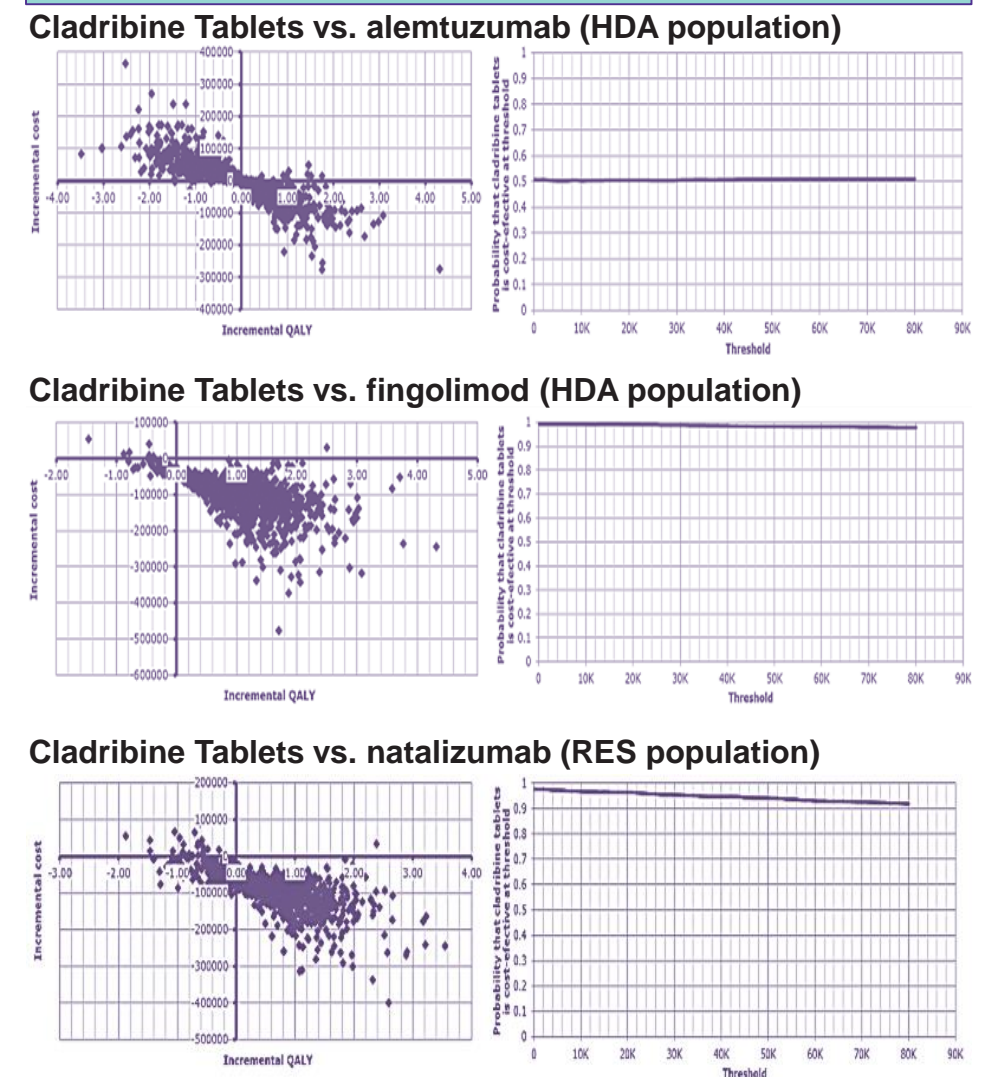 Cladribine Tablets vs. alemtuzumab (HDA population)
Incremental cost
400000
300000
200000
100000
0
-100000
-200000
-300000
-400000
-4.00 -3.00 -2.00 -1.00 0.00 1.00 2.00 3.00 4.00 5.00
Incremental QALY
Probability that cladribine tablets
is cost-efective at threshold
1
0.9
0.8
0.7
0.6
0.5
0.4
0.3
0.2
0.1
0
0 10K 20K 30K 40K 50K 60K 70K 80K 90K
Threshold
Cladribine Tablets vs. fingolimod (HDA population)
Incremental cost
100000
0
-100000
-200000
-300000
-400000
-500000
-600000
-2.00 -1.00 0.00 1.00 2.00 3.00 4.00 5.00
Incremental QALY
Probability that cladribine tablets
is cost-efective at threshold
1
0.9
0.8
0.7
0.6
0.5
0.4
0.3
0.2
0.1
0
0 10K 20K 30K 40K 50K 60K 70K 80K 90K
Threshold
Cladribine Tablets vs. natalizumab (RES population)
Incremental cost
200000
100000
0
-100000
-200000
-300000
-400000
-500000
-3.00 -2.00 -1.00 0.00 1.00 2.00 3.00 4.00
Incremental QALY
Probability that cladribine tablets
is cost-efective at threshold
1
0.9
0.8
0.7
0.6
0.5
0.4
0.3
0.2
0.1
0
0 10K 20K 30K 40K 50K 60K 70K 80K 90K
Threshold